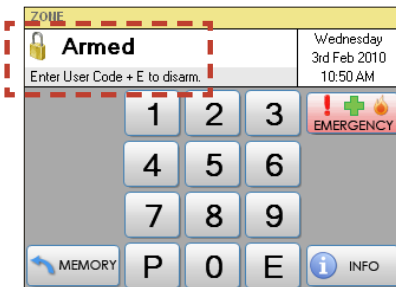 ZONE
Armed
Enter User Code + E to disarm.
Wednesday
3rd Feb 2010
10:50 AM
1 2 3
EMERGENCY
4 5 6
7 8 9
MEMORY P 0 E INFO